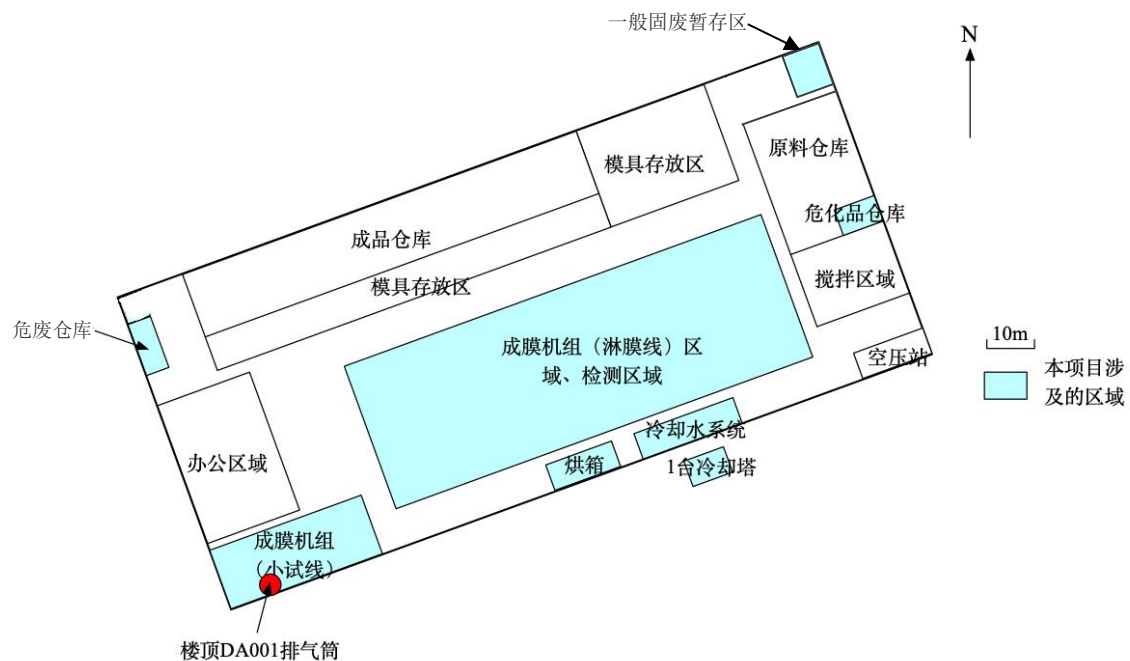 一般固废暂存区
N
原料仓库
模具存放区
危化品仓库
成品仓库
搅拌区域
模具存放区
危废仓库
10m
成膜机组（淋膜线）区
域、检测区域
空压站
本项目涉
及的区域
冷却水系统
办公区域
烘箱
1台冷却塔
成膜机组
（小试线）
楼顶DA001排气筒